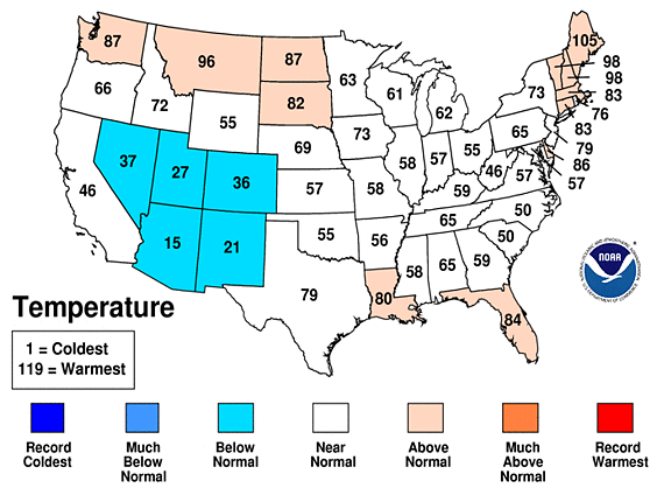 87
96
87
105
98
98
83
76
83
79
86
57
66
72
55
82
63
61
62
73
69
73
65
46
37
27
36
57
58
58
57
55
59
46
57
50
15
21
55
56
65
50
79
80
58
65
59
84
NOAA
Temperature
1 = Coldest
119 = Warmest
Record
Coldest
Much
Below
Normal
Below
Normal
Near
Normal
Above
Normal
Much
Above
Normal
Record
Warmest